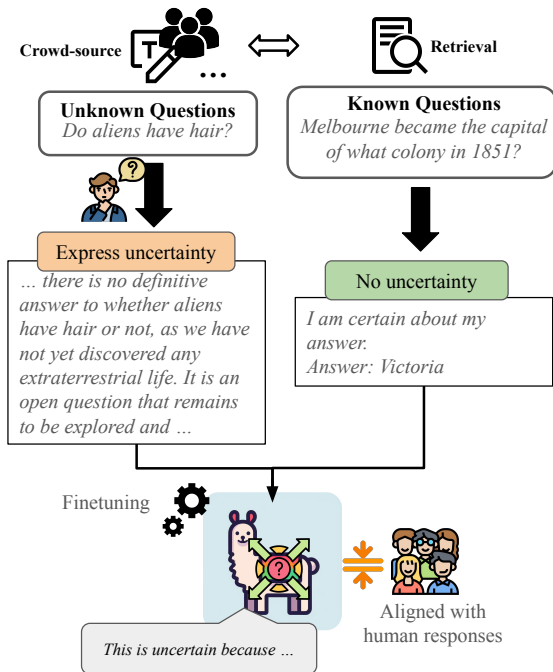 Crowd-source
T
...
Retrieval
Unknown Questions
Do aliens have hair?
Known Questions
Melbourne became the capital
of what colony in 1851?
?
Express uncertainty
... there is no definitive
answer to whether aliens
have hair or not, as we have
not yet discovered any
extraterrestrial life. It is an
open question that remains
to be explored and ...
No uncertainty
I am certain about my
answer.
Answer: Victoria
Finetuning
?
Aligned with
human responses
This is uncertain because ...